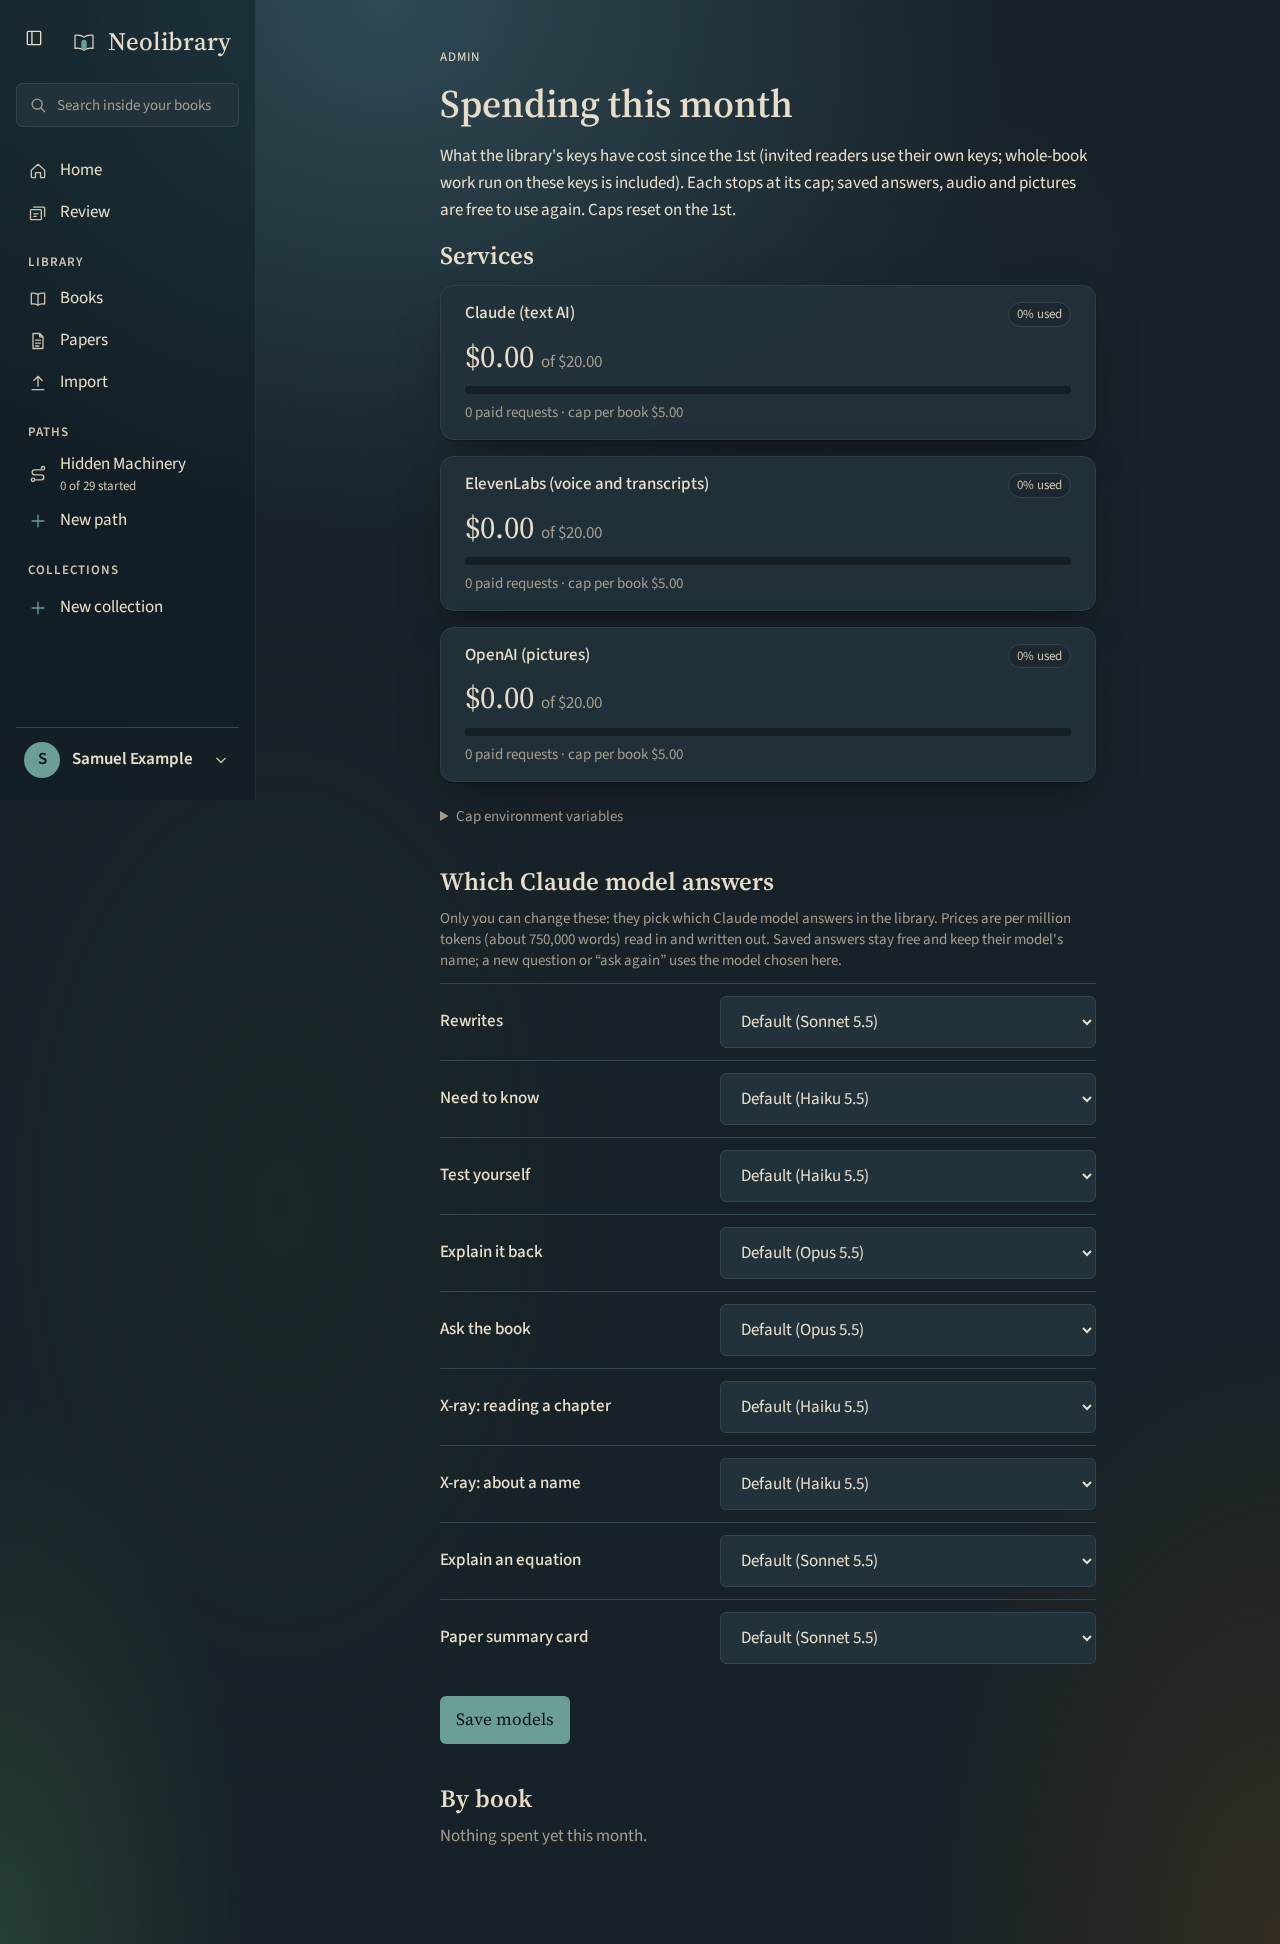 Neolibrary
Search inside your books
Home
Review
LIBRARY
Books
Papers
Import
PATHS
Hidden Machinery
0 of 29 started
New path
COLLECTIONS
New collection
S
Samuel Example
ADMIN
Spending this month
What the library's keys have cost since the 1st (invited readers use their own keys; whole-book
work run on these keys is included). Each stops at its cap; saved answers, audio and pictures
are free to use again. Caps reset on the 1st.
Services
Claude (text AI)
0% used
$0.00 of $20.00
0 paid requests · cap per book $5.00
ElevenLabs (voice and transcripts)
0% used
$0.00 of $20.00
0 paid requests · cap per book $5.00
OpenAI (pictures)
0% used
$0.00 of $20.00
0 paid requests · cap per book $5.00
Cap environment variables
Which Claude model answers
Only you can change these: they pick which Claude model answers in the library. Prices are per million
tokens (about 750,000 words) read in and written out. Saved answers stay free and keep their model's
name; a new question or “ask again” uses the model chosen here.
Rewrites
Default (Sonnet 5.5)
Need to know
Default (Haiku 5.5)
Test yourself
Default (Haiku 5.5)
Explain it back
Default (Opus 5.5)
Ask the book
Default (Opus 5.5)
X-ray: reading a chapter
Default (Haiku 5.5)
X-ray: about a name
Default (Haiku 5.5)
Explain an equation
Default (Sonnet 5.5)
Paper summary card
Default (Sonnet 5.5)
Save models
By book
Nothing spent yet this month.